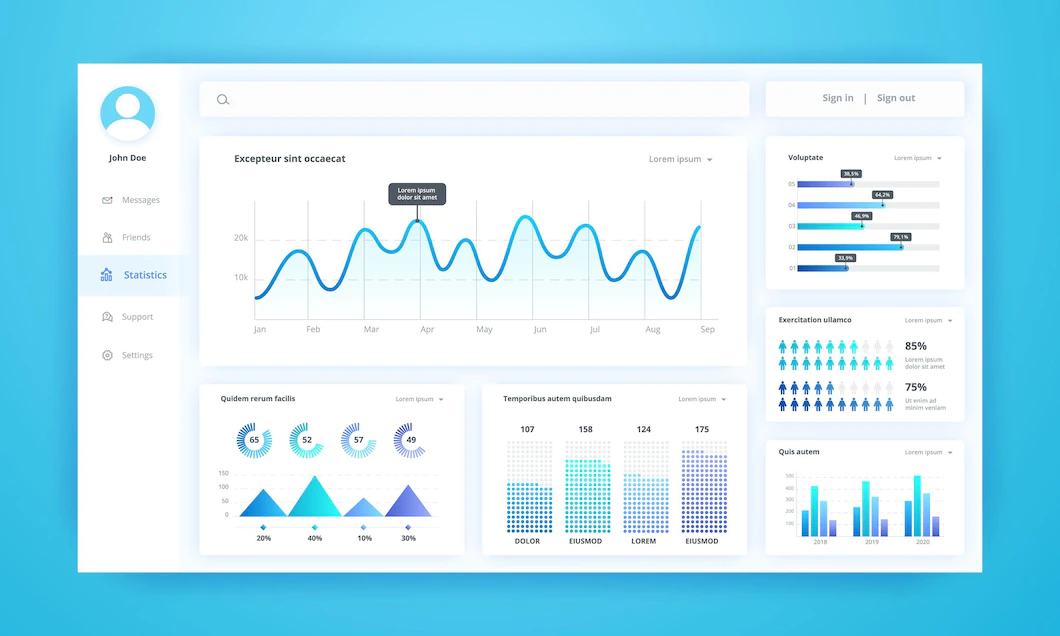 John Doe
Messages
Friends
Statistics
Support
Settings
Sign in | Sign out
Excepteur sint occaecat
Lorem ipsum
Lorem ipsum
dolor sit amet
20k
10k
Jan Feb Mar Apr May Jun Jul Aug Sep
Voluptate
Lorem ipsum
05 38,5%
04 64,2%
03 46,9%
02 79,1%
01 33,9%
Exercitation ullamco
Lorem ipsum
85%
Lorem ipsum
dolor sit amet
75%
Ut enim ad
minim veniam
Quidem rerum facilis
Lorem ipsum
65 52 57 49
150
100
50
0
20% 40% 10% 30%
Temporibus autem quibusdam
Lorem ipsum
107 158 124 175
DOLOR EIUSMOD LOREM EIUSMOD
Quis autem
Lorem ipsum
500
400
300
200
100
2018 2019 2020